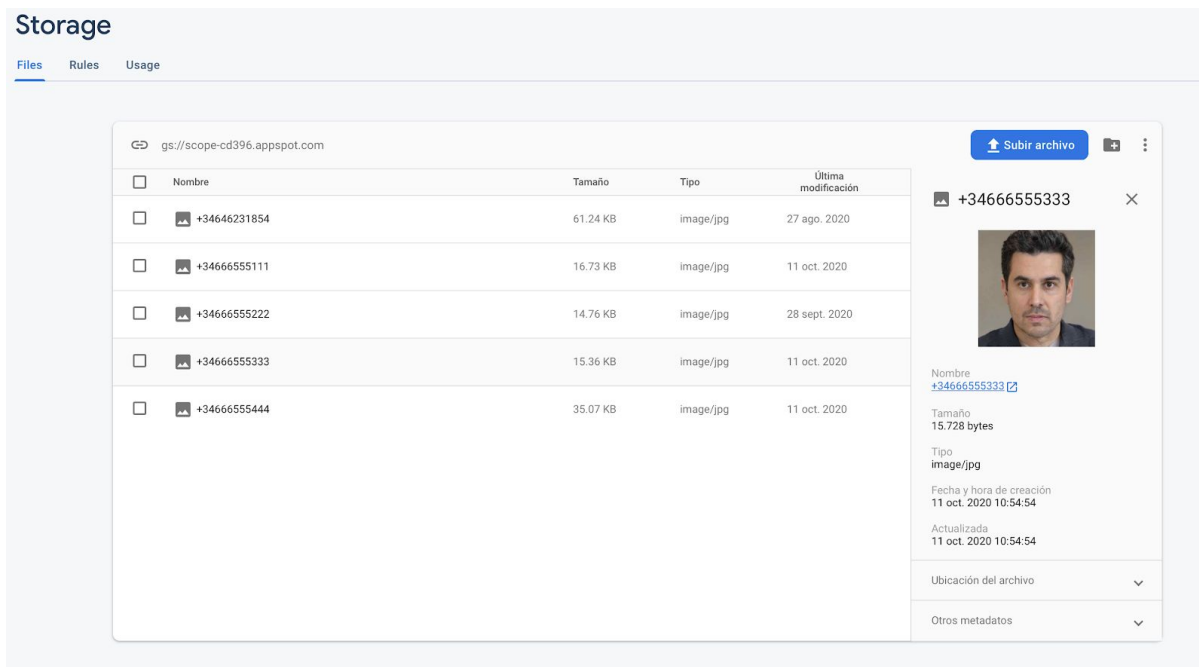 Storage
Files Rules Usage
gs://scope-cd396.appspot.com
Subir archivo
Nombre Tamaño Tipo Última modificación
+34646231854 61.24 KB image/jpg 27 ago. 2020
+34666555111 16.73 KB image/jpg 11 oct. 2020
+34666555222 14.76 KB image/jpg 28 sept. 2020
+34666555333 15.36 KB image/jpg 11 oct. 2020
+34666555444 35.07 KB image/jpg 11 oct. 2020
+34666555333
Nombre
+34666555333
Tamaño
15.728 bytes
Tipo
image/jpg
Fecha y hora de creación
11 oct. 2020 10:54:54
Actualizada
11 oct. 2020 10:54:54
Ubicación del archivo
Otros metadatos